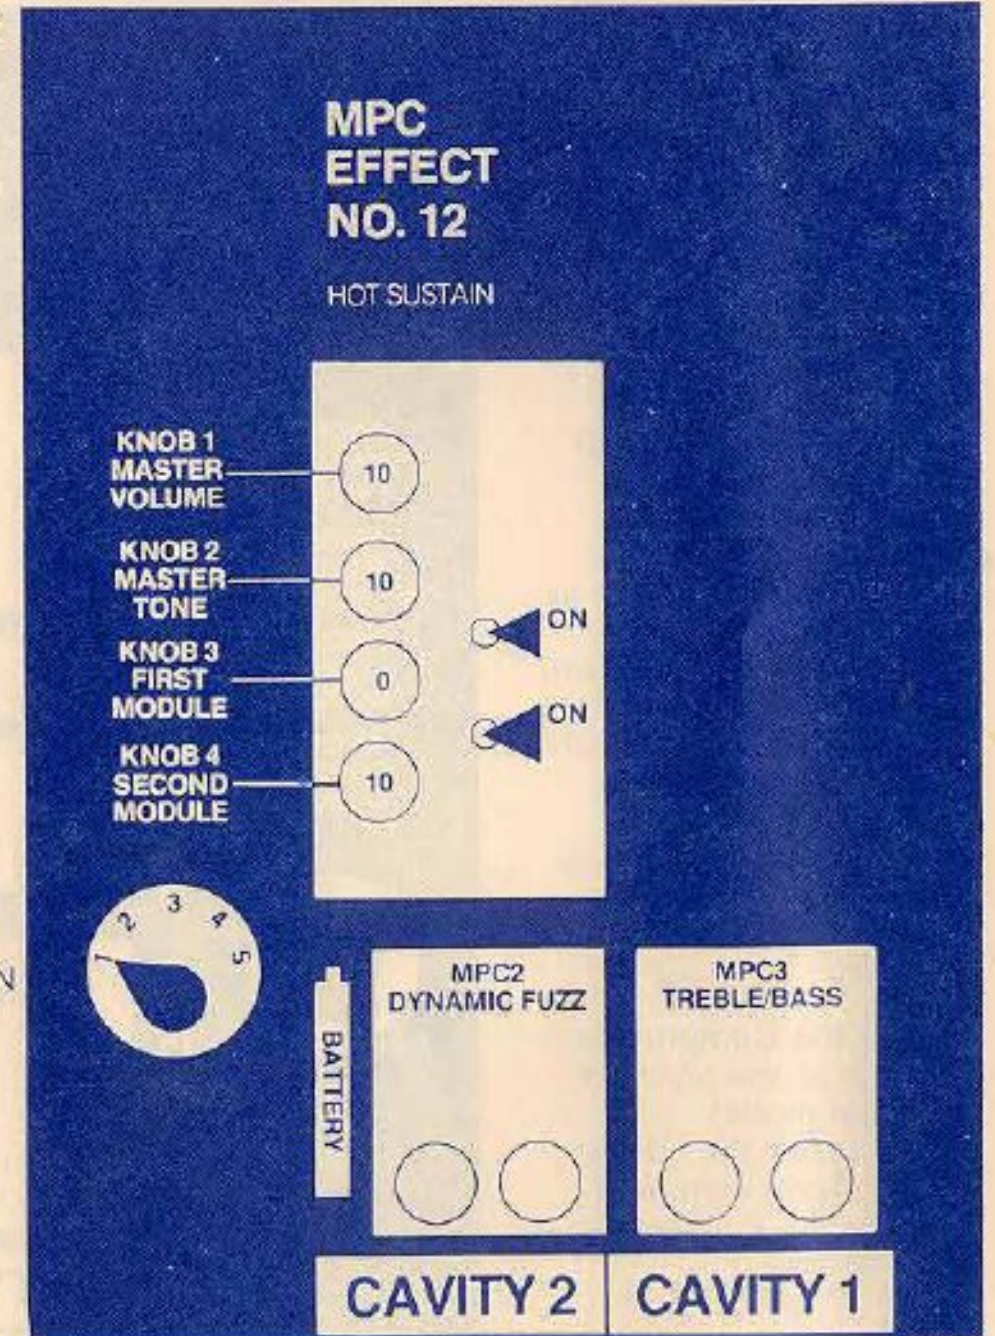 MPC
EFFECT
NO. 12
HOT SUSTAIN
KNOB 1
MASTER
VOLUME
10
KNOB 2
MASTER
TONE
10
ON
KNOB 3
FIRST
MODULE
0
ON
KNOB 4
SECOND
MODULE
10
1 2 3 4 5
BATTERY
MPC2
DYNAMIC FUZZ
MPC3
TREBLE/BASS
CAVITY 2
CAVITY 1